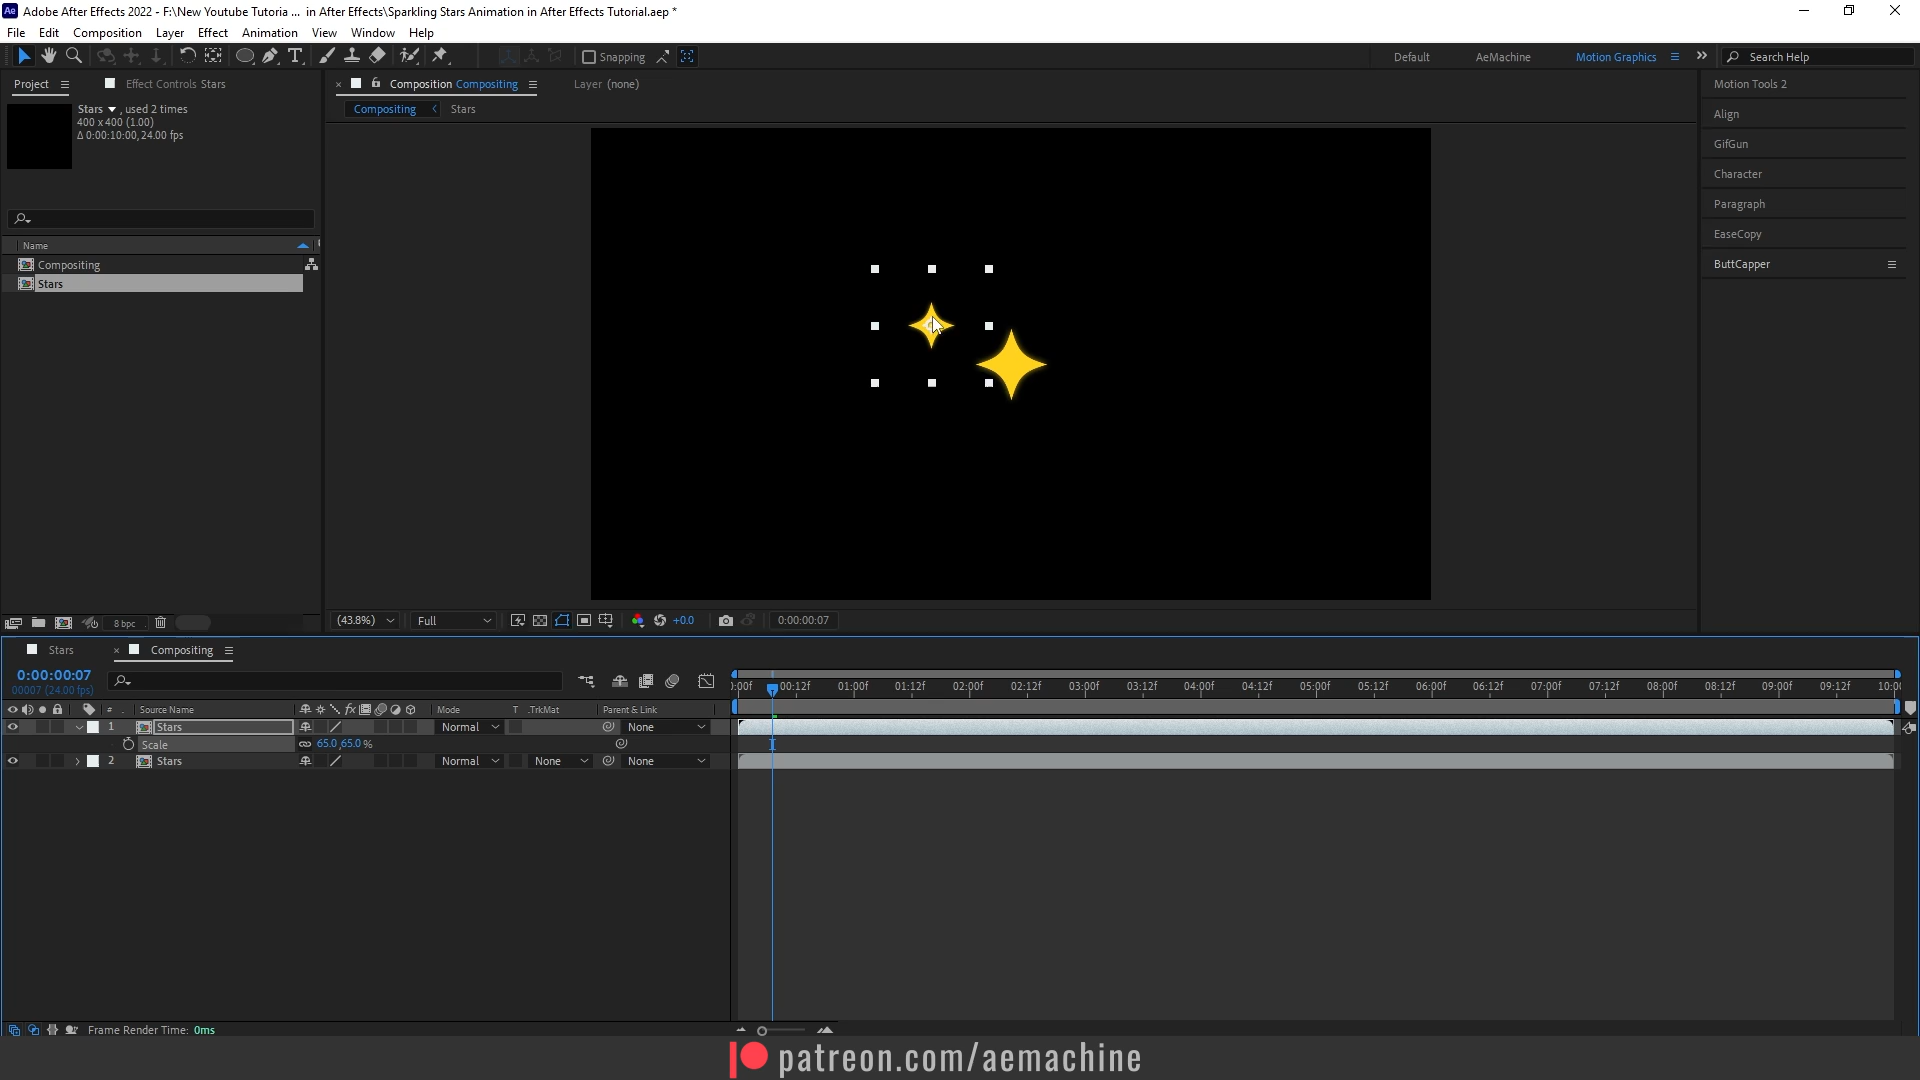 Ae Adobe After Effects 2022 - F:\New Youtube Tutoria ... in After Effects\Sparkling Stars Animation in After Effects Tutorial.aep *
File Edit Composition Layer Effect Animation View Window Help
Snapping Default AeMachine Motion Graphics Search Help
Project Effect Controls Stars
Composition Compositing Layer (none)
Motion Tools 2
Stars , used 2 times
400 x 400 (1.00)
Δ 0:00:10:00, 24.00 fps
Compositing Stars
Align
GifGun
Character
Paragraph
EaseCopy
ButtCapper
Name
Compositing
Stars
8 bpc
(43.8%) Full +0.0 0:00:00:07
Stars Compositing
0:00:00:07
00007 (24.00 fps)
:00f 00:12f 01:00f 01:12f 02:00f 02:12f 03:00f 03:12f 04:00f 04:12f 05:00f 05:12f 06:00f 06:12f 07:00f 07:12f 08:00f 08:12f 09:00f 09:12f 10:0
# . Source Name fx Mode T .TrkMat Parent & Link
1 Stars Normal None
Scale 65.0,65.0 %
2 Stars Normal None None
Frame Render Time: 0ms
patreon.com/aemachine